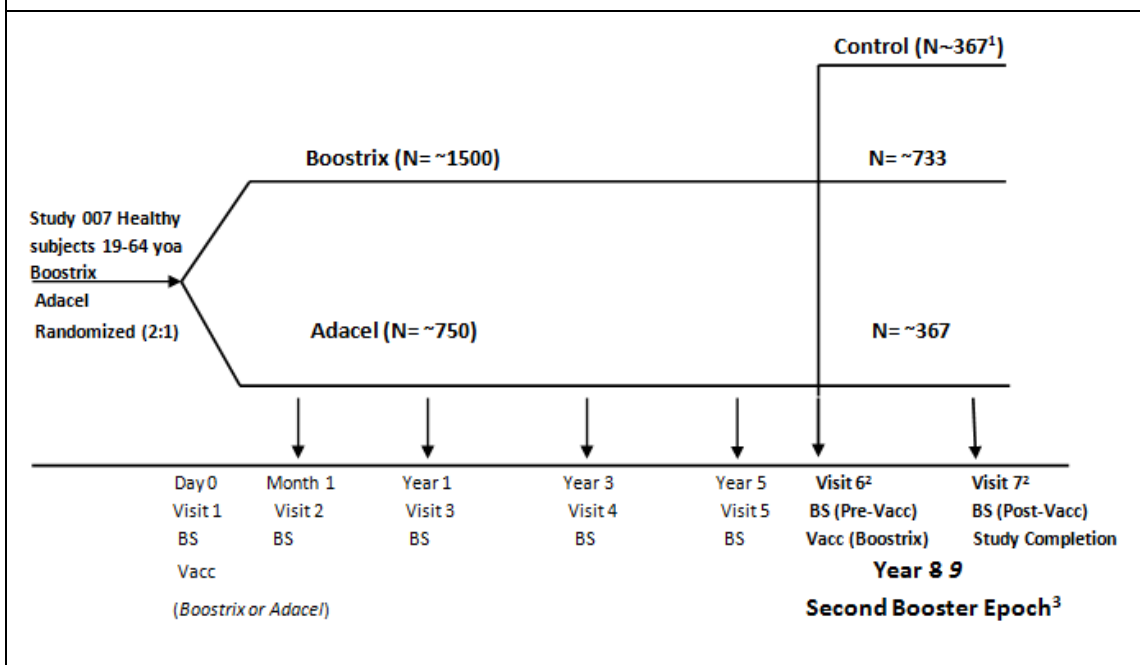 Control (N~367¹)
Boostrix (N= ~1500)
N= ~733
Study 007 Healthy
subjects 19-64 yoa
Boostrix
Adacel
Randomized (2:1)
Adacel (N= ~750)
N= ~367
Day 0 Month 1 Year 1 Year 3 Year 5 Visit 6² Visit 7²
Visit 1 Visit 2 Visit 3 Visit 4 Visit 5 BS (Pre-Vacc) BS (Post-Vacc)
BS BS BS BS BS Vacc (Boostrix) Study Completion
Vacc Year 8 9
(Boostrix or Adacel) Second Booster Epoch³